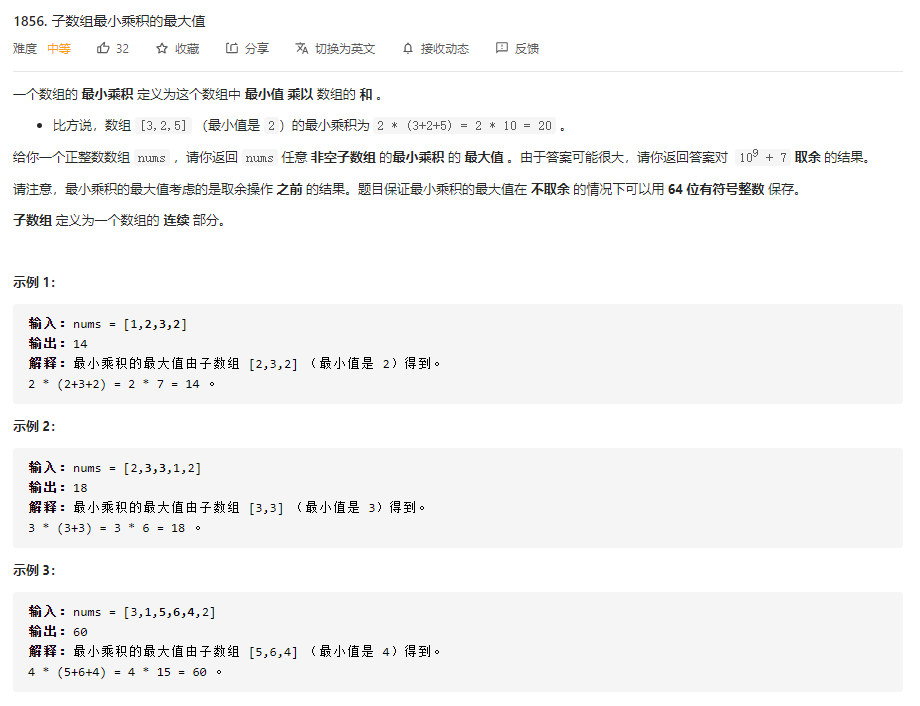 1856. 子数组最小乘积的最大值
难度 中等 32 收藏 分享 切换为英文 接收动态 反馈
一个数组的 最小乘积 定义为这个数组中 最小值 乘以 数组的 和 。
• 比方说，数组 [3,2,5] （最小值是 2 ）的最小乘积为 2 * (3+2+5) = 2 * 10 = 20 。
给你一个正整数数组 nums ，请你返回 nums 任意 非空子数组 的最小乘积 的 最大值 。由于答案可能很大，请你返回答案对 10⁹ + 7 取余 的结果。
请注意，最小乘积的最大值考虑的是取余操作 之前 的结果。题目保证最小乘积的最大值在 不取余 的情况下可以用 64 位有符号整数 保存。
子数组 定义为一个数组的 连续 部分。
示例 1：
输入：nums = [1,2,3,2]
输出：14
解释：最小乘积的最大值由子数组 [2,3,2] （最小值是 2）得到。
2 * (2+3+2) = 2 * 7 = 14 。
示例 2：
输入：nums = [2,3,3,1,2]
输出：18
解释：最小乘积的最大值由子数组 [3,3] （最小值是 3）得到。
3 * (3+3) = 3 * 6 = 18 。
示例 3：
输入：nums = [3,1,5,6,4,2]
输出：60
解释：最小乘积的最大值由子数组 [5,6,4] （最小值是 4）得到。
4 * (5+6+4) = 4 * 15 = 60 。